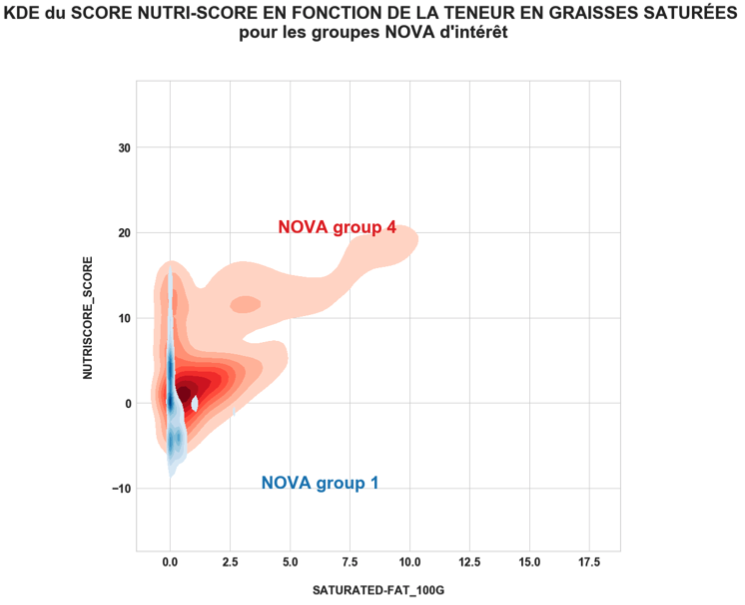 KDE du SCORE NUTRI-SCORE EN FONCTION DE LA TENEUR EN GRAISSES SATURÉES
pour les groupes NOVA d'intérêt
30
NOVA group 4
20
NUTRISCORE_SCORE
10
0
NOVA group 1
−10
0.0 2.5 5.0 7.5 10.0 12.5 15.0 17.5
SATURATED-FAT_100G